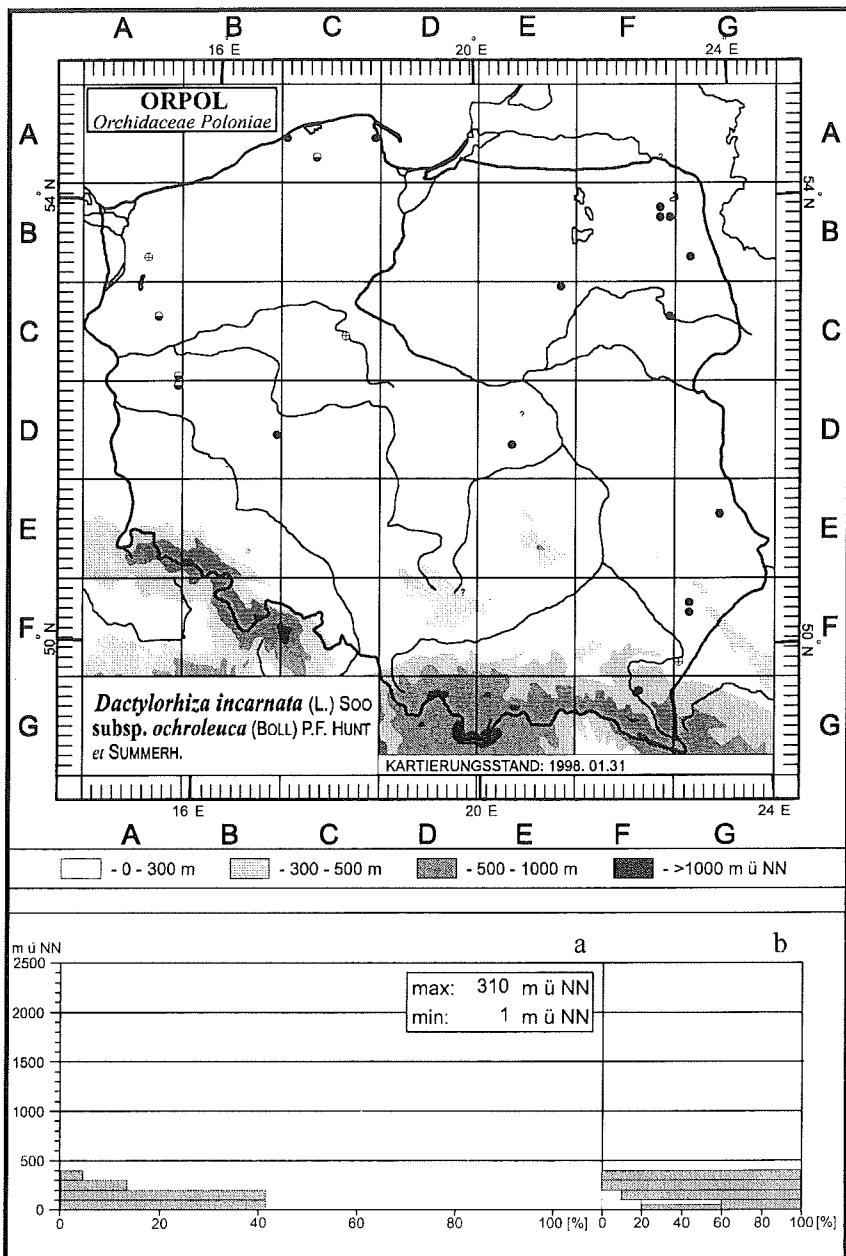 A B C D E F G
16 E 20 E 24 E
ORPOL
Orchidaceae Poloniae
A A
54° N 54° N
B B
C C
D D
E E
F F
50° N 50° N
G G
Dactylorhiza incarnata (L.) SOO
subsp. ochroleuca (BOLL) P.F. HUNT
et SUMMERH.
KARTIERUNGSSTAND: 1998. 01.31
16 E 20 E 24 E
A B C D E F G
- 0 - 300 m - 300 - 500 m - 500 - 1000 m - >1000 m ü NN
m ü NN a b
2500
max: 310 m ü NN
min: 1 m ü NN
2000
1500
1000
500
0
0 20 40 60 80 100 [%] 0 20 40 60 80 100 [%]